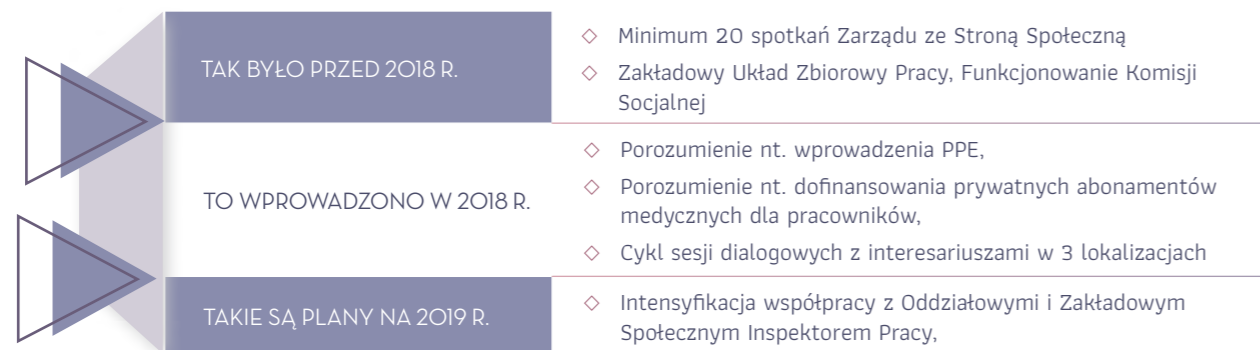 TAK BYŁO PRZED 2018 R.
◇ Minimum 20 spotkań Zarządu ze Stroną Społeczną
◇ Zakładowy Układ Zbiorowy Pracy, Funkcjonowanie Komisji
Socjalnej
TO WPROWADZONO W 2018 R.
◇ Porozumienie nt. wprowadzenia PPE,
◇ Porozumienie nt. dofinansowania prywatnych abonamentów
medycznych dla pracowników,
◇ Cykl sesji dialogowych z interesariuszami w 3 lokalizacjach
TAKIE SĄ PLANY NA 2019 R.
◇ Intensyfikacja współpracy z Oddziałowymi i Zakładowym
Społecznym Inspektorem Pracy,